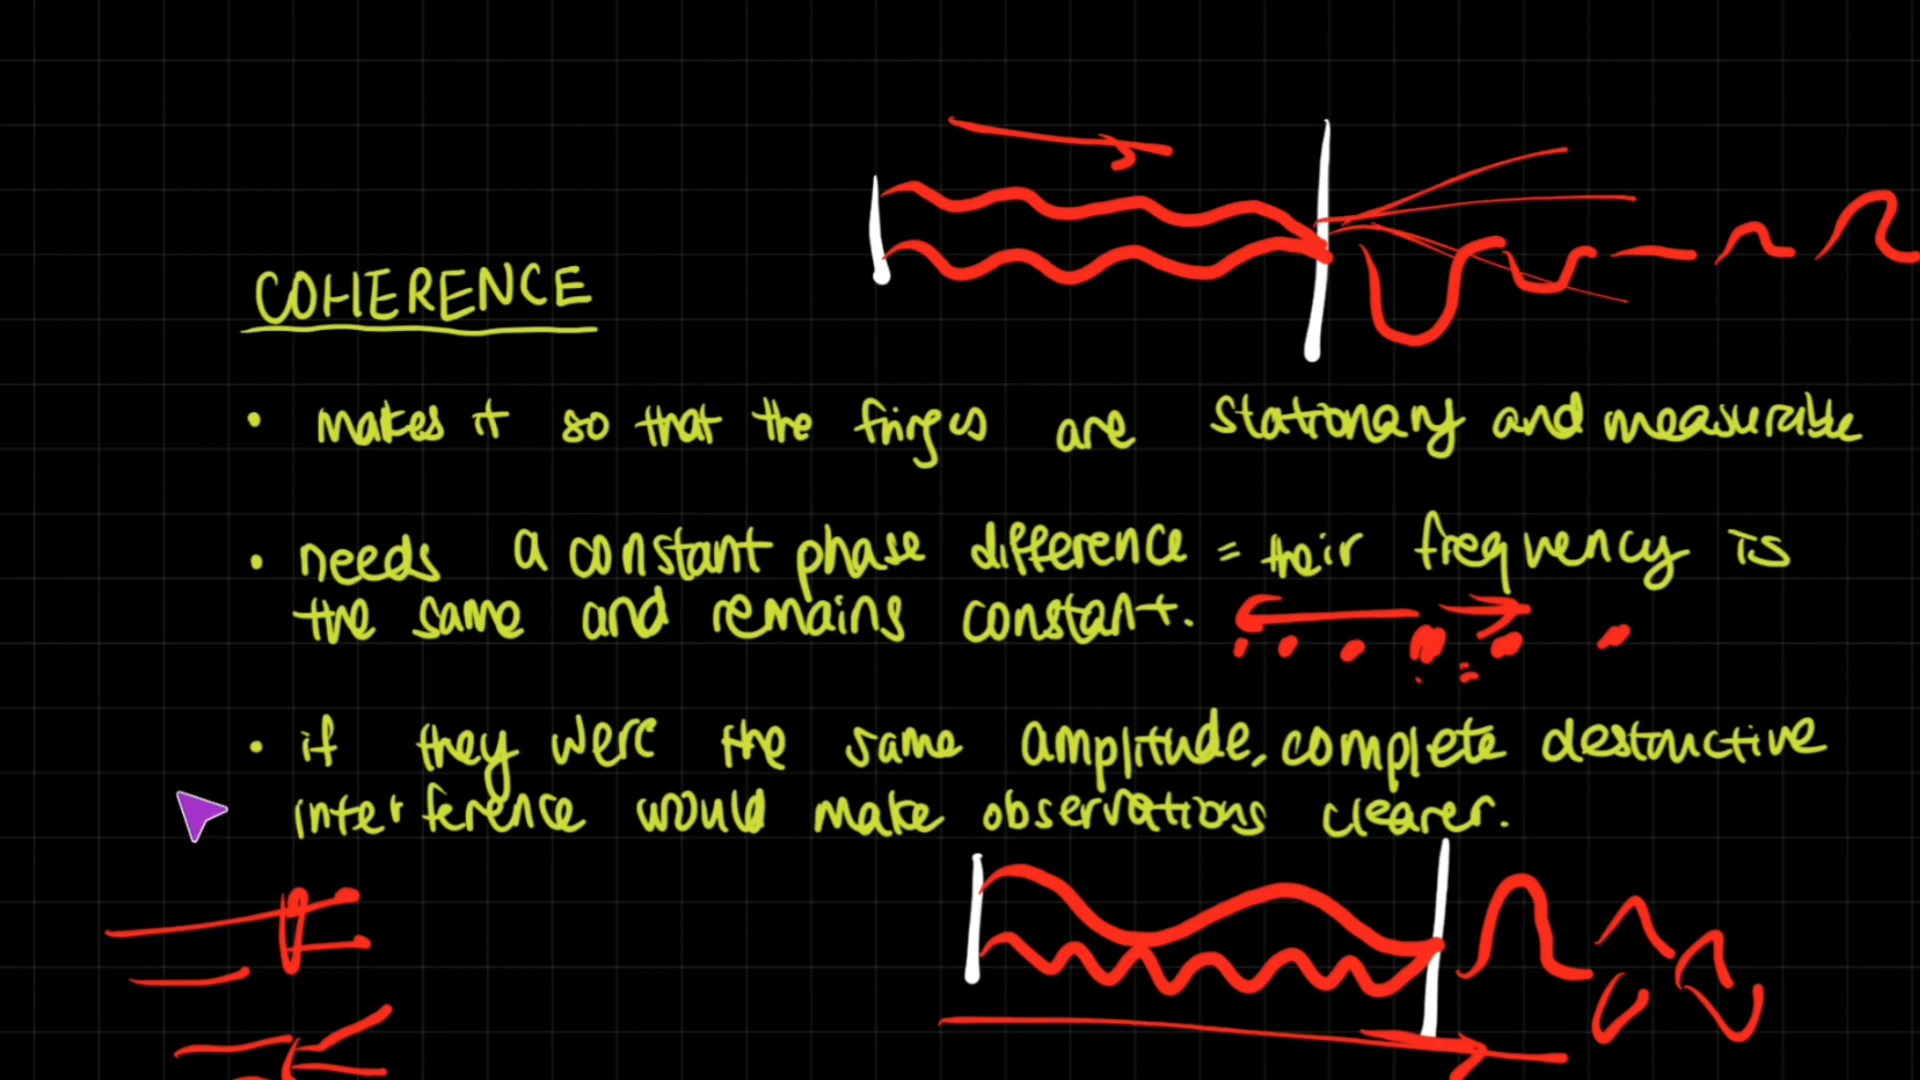 COHERENCE
• makes it so that the fringes are stationary and measurable
• needs a constant phase difference = their frequency is
the same and remains constant.
• if they were the same amplitude, complete destructive
interference would make observations clearer.